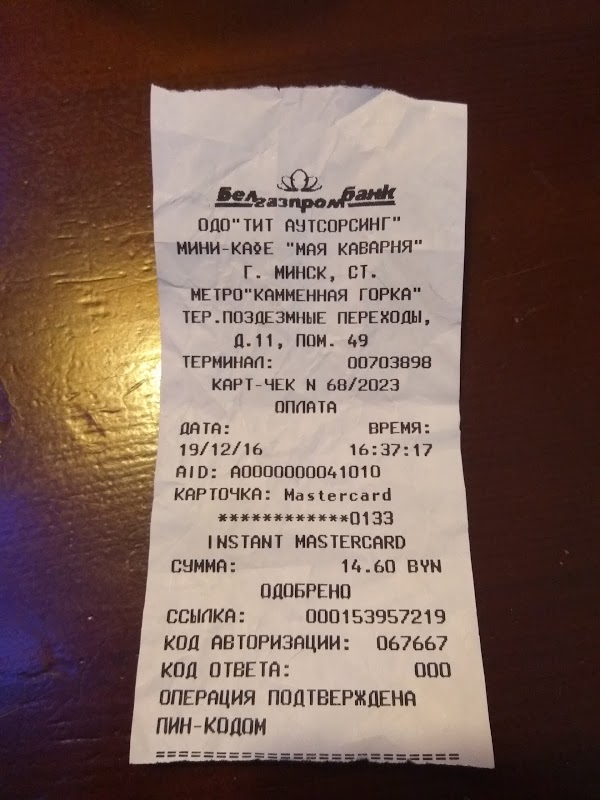 Белгазпромбанк
ОДО"ТИТ АУТСОРСИНГ"
МИНИ-КАФЕ "МАЯ КАВАРНЯ"
Г. МИНСК, СТ.
МЕТРО"КАММЕННАЯ ГОРКА"
ТЕР.ПОЗДЕЗМНЫЕ ПЕРЕХОДЫ,
Д.11, ПОМ. 49
ТЕРМИНАЛ: 00703898
КАРТ-ЧЕК N 68/2023
ОПЛАТА
ДАТА: ВРЕМЯ:
19/12/16 16:37:17
AID: A0000000041010
КАРТОЧКА: Mastercard
************0133
INSTANT MASTERCARD
СУММА: 14.60 BYN
ОДОБРЕНО
ССЫЛКА: 000153957219
КОД АВТОРИЗАЦИИ: 067667
КОД ОТВЕТА: 000
ОПЕРАЦИЯ ПОДТВЕРЖДЕНА
ПИН-КОДОМ
==============================